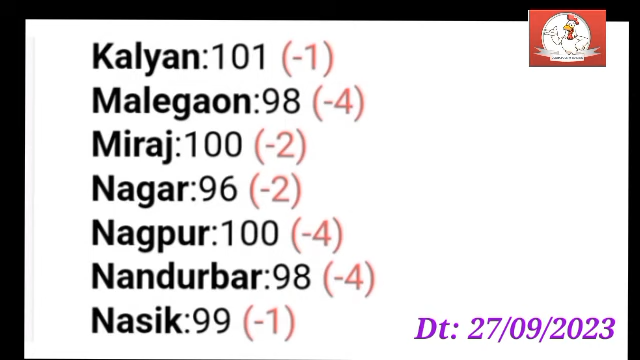 Kalyan:101 (-1)
Malegaon:98 (-4)
Miraj:100 (-2)
Nagar:96 (-2)
Nagpur:100 (-4)
Nandurbar:98 (-4)
Nasik:99 (-1)
Dt: 27/09/2023